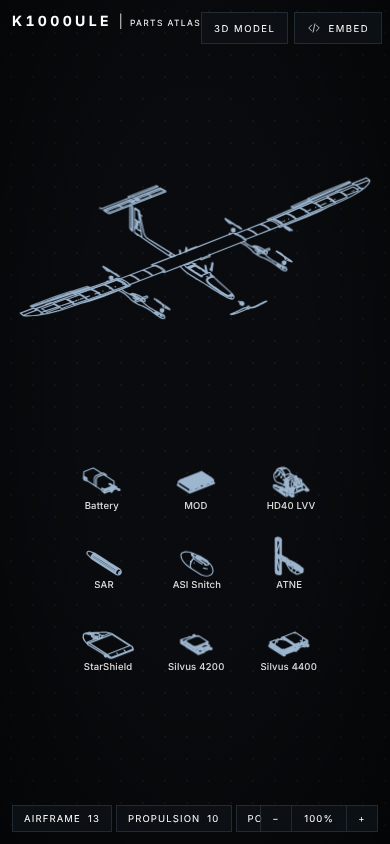 K1000ULE | PARTS ATLAS
3D MODEL
</> EMBED
Battery
MOD
HD40 LVV
SAR
ASI Snitch
ATNE
StarShield
Silvus 4200
Silvus 4400
AIRFRAME 13
PROPULSION 10
PO
− 100% +